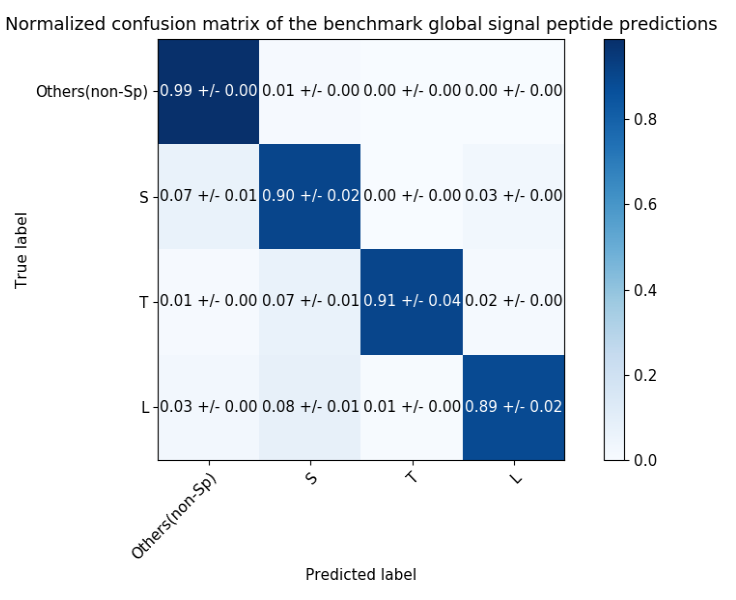 Normalized confusion matrix of the benchmark global signal peptide predictions
Others(non-Sp) 0.99 +/- 0.00 0.01 +/- 0.00 0.00 +/- 0.00 0.00 +/- 0.00
S 0.07 +/- 0.01 0.90 +/- 0.02 0.00 +/- 0.00 0.03 +/- 0.00
T 0.01 +/- 0.00 0.07 +/- 0.01 0.91 +/- 0.04 0.02 +/- 0.00
L 0.03 +/- 0.00 0.08 +/- 0.01 0.01 +/- 0.00 0.89 +/- 0.02
True label
Others(non-Sp) S T L
Predicted label
0.8
0.6
0.4
0.2
0.0